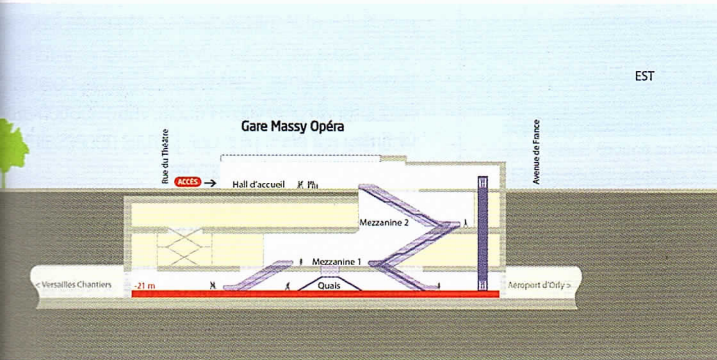 EST
Gare Massy Opéra
Rue du Théâtre
Avenue de France
ACCÈS
Hall d'accueil
Mezzanine 2
Mezzanine 1
< Versailles Chantiers
-21 m
Quais
Aéroport d'Orly >